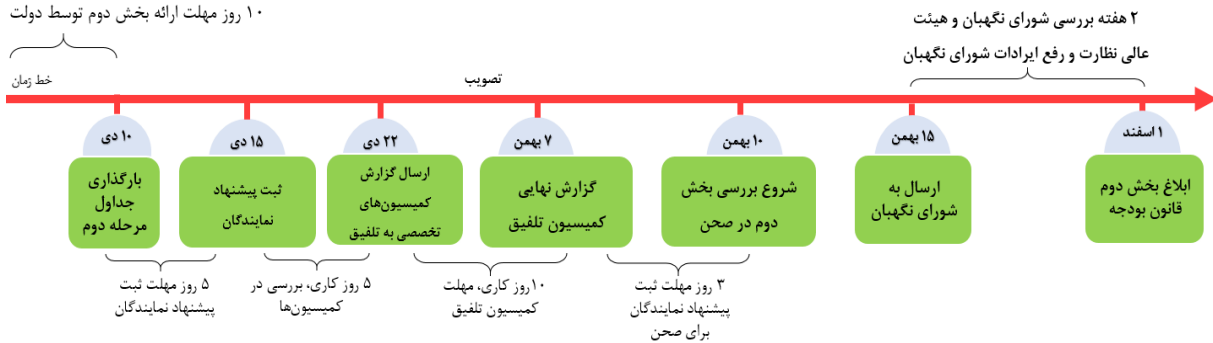 ۱۰ روز مهلت ارائه بخش دوم توسط دولت
۲ هفته بررسی شورای نگهبان و هیئت
عالی نظارت و رفع ایرادات شورای نگهبان
خط زمان
تصویب
۱۰ دی
بارگذاری
جداول
مرحله دوم
۱۵ دی
ثبت پیشنهاد
نمایندگان
۲۲ دی
ارسال گزارش
کمیسیون‌های
تخصصی به تلفیق
۷ بهمن
گزارش نهایی
کمیسیون تلفیق
۱۰ بهمن
شروع بررسی بخش
دوم در صحن
۱۵ بهمن
ارسال به
شورای نگهبان
۱ اسفند
ابلاغ بخش دوم
قانون بودجه
۵ روز مهلت ثبت
پیشنهاد نمایندگان
۵ روز کاری، بررسی در
کمیسیون‌ها
۱۰روز کاری، مهلت
کمیسیون تلفیق
۳ روز مهلت ثبت
پیشنهاد نمایندگان
برای صحن